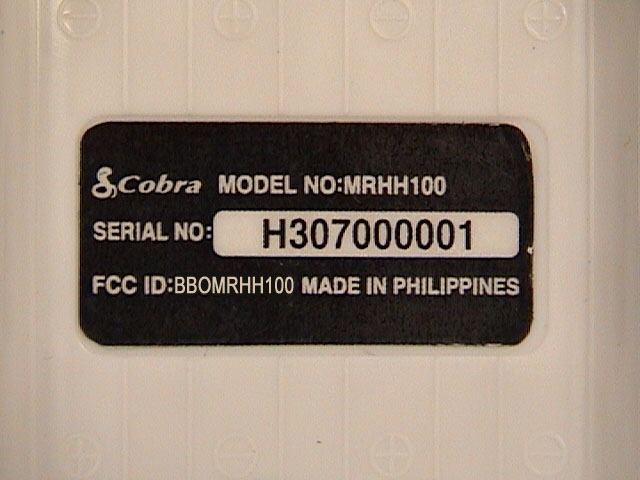 Cobra MODEL NO:MRHH100
SERIAL NO: H307000001
FCC ID:BBOMRHH100 MADE IN PHILIPPINES